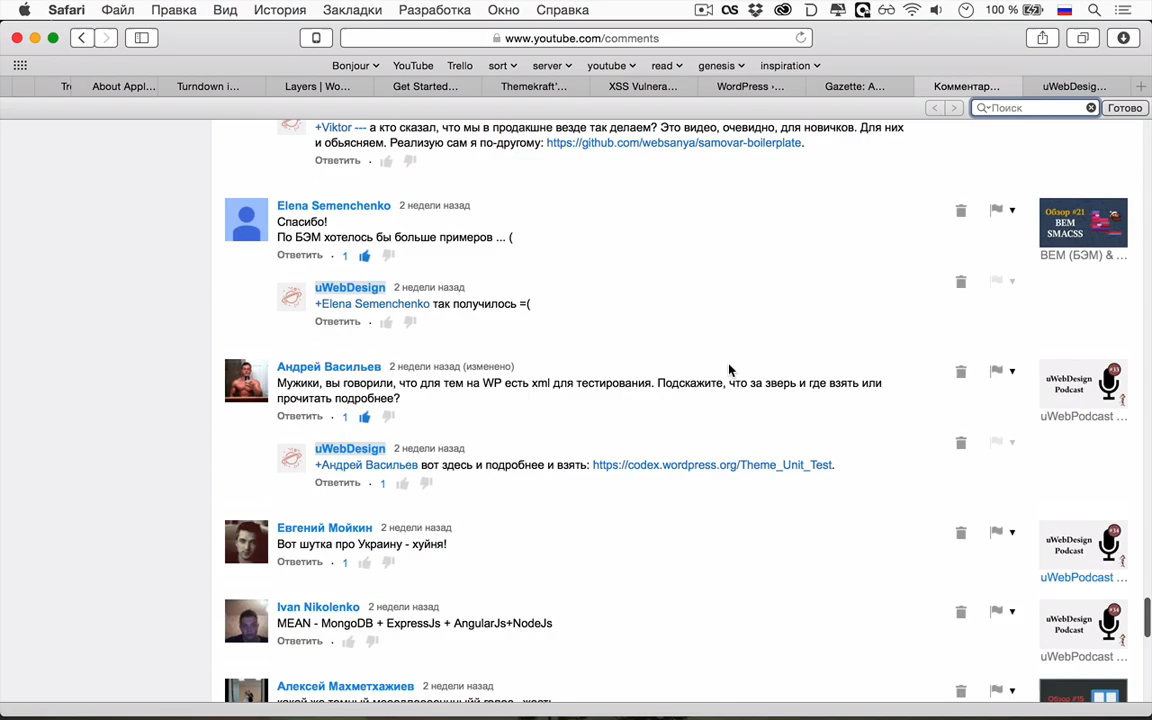 Safari Файл Правка Вид История Закладки Разработка Окно Справка 100 %
www.youtube.com/comments
Bonjour YouTube Trello sort server youtube read genesis inspiration
Tr About Appl... Turndown i... Layers | Wo... Get Started... Themekraft'... XSS Vulnera... WordPress ›... Gazette: A... Комментар... uWebDesig...
Поиск Готово
+Viktor --- а кто сказал, что мы в продакшне везде так делаем? Это видео, очевидно, для новичков. Для них
и обьясняем. Реализую сам я по-другому: https://github.com/websanya/samovar-boilerplate.
Ответить
Elena Semenchenko 2 недели назад
Спасибо!
По БЭМ хотелось бы больше примеров ... (
Ответить · 1
Обзор #21
BEM
SMACSS
BEM (БЭМ) & ...
uWebDesign 2 недели назад
+Elena Semenchenko так получилось =(
Ответить
Андрей Васильев 2 недели назад (изменено)
Мужики, вы говорили, что для тем на WP есть xml для тестирования. Подскажите, что за зверь и где взять или
прочитать подробнее?
Ответить · 1
uWebDesign
Podcast
#33
uWebPodcast ...
uWebDesign 2 недели назад
+Андрей Васильев вот здесь и подробнее и взять: https://codex.wordpress.org/Theme_Unit_Test.
Ответить · 1
Евгений Мойкин 2 недели назад
Вот шутка про Украину - хуйня!
Ответить · 1
uWebDesign
Podcast
#34
uWebPodcast ...
Ivan Nikolenko 2 недели назад
MEAN - MongoDB + ExpressJs + AngularJs+NodeJs
Ответить
uWebDesign
Podcast
#34
uWebPodcast ...
Алексей Махметхажиев 2 недели назад
Обзор #15